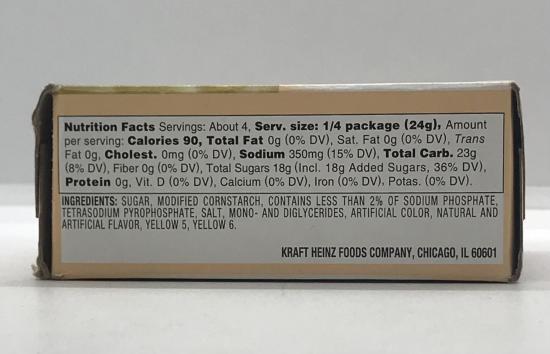 Nutrition Facts Servings: About 4, Serv. size: 1/4 package (24g), Amount
per serving: Calories 90, Total Fat 0g (0% DV), Sat. Fat 0g (0% DV), Trans
Fat 0g, Cholest. 0mg (0% DV), Sodium 350mg (15% DV), Total Carb. 23g
(8% DV), Fiber 0g (0% DV), Total Sugars 18g (Incl. 18g Added Sugars, 36% DV),
Protein 0g, Vit. D (0% DV), Calcium (0% DV), Iron (0% DV), Potas. (0% DV).
INGREDIENTS: SUGAR, MODIFIED CORNSTARCH, CONTAINS LESS THAN 2% OF SODIUM PHOSPHATE,
TETRASODIUM PYROPHOSPHATE, SALT, MONO- AND DIGLYCERIDES, ARTIFICIAL COLOR, NATURAL AND
ARTIFICIAL FLAVOR, YELLOW 5, YELLOW 6.
KRAFT HEINZ FOODS COMPANY, CHICAGO, IL 60601